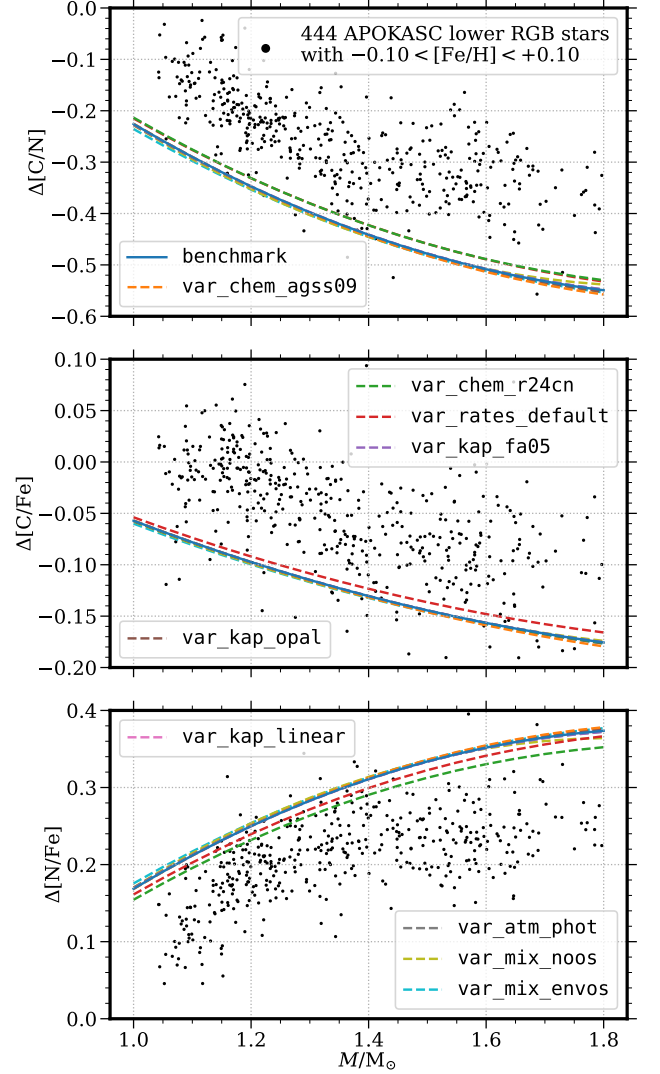 0.0
−0.1
−0.2
−0.3
−0.4
−0.5
−0.6
Δ[C/N]
444 APOKASC lower RGB stars
with −0.10 < [Fe/H] < +0.10
benchmark
var_chem_agss09
0.10
0.05
0.00
−0.05
−0.10
−0.15
−0.20
Δ[C/Fe]
var_chem_r24cn
var_rates_default
var_kap_fa05
var_kap_opal
0.4
0.3
0.2
0.1
0.0
Δ[N/Fe]
var_kap_linear
var_atm_phot
var_mix_noos
var_mix_envos
1.0 1.2 1.4 1.6 1.8
M/M⊙